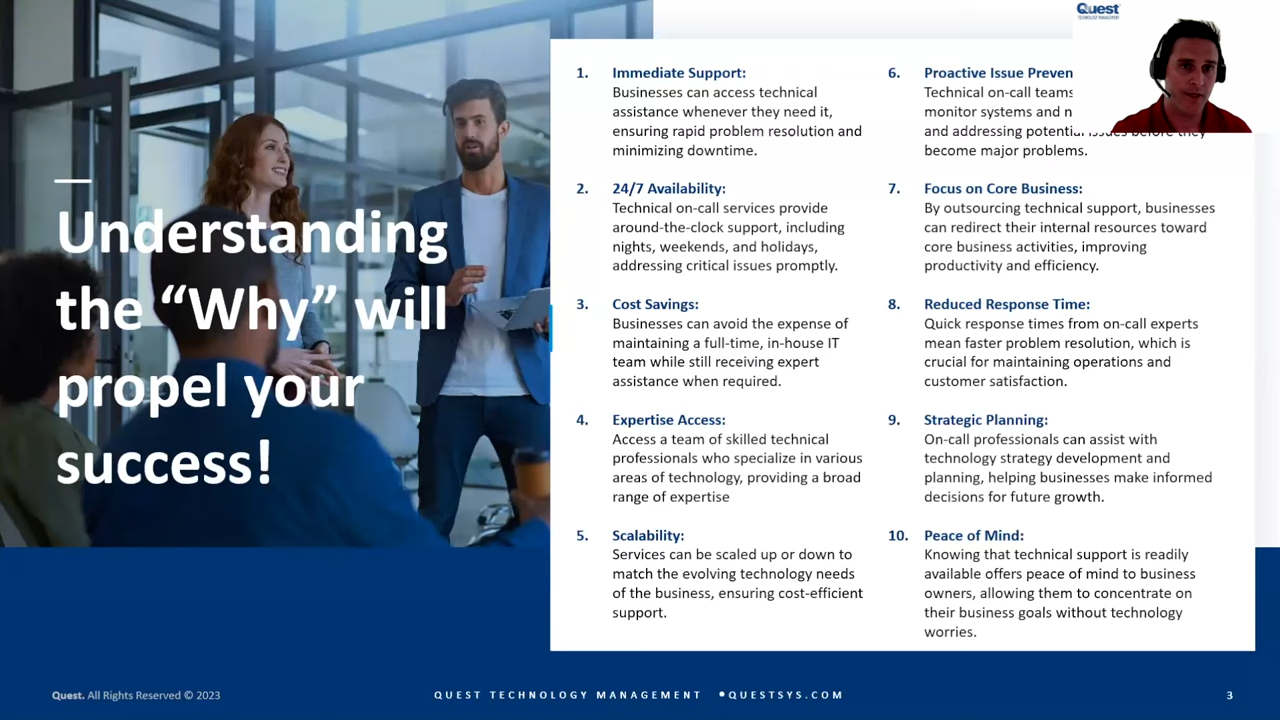 Quest
TECHNOLOGY MANAGEMENT
Understanding
the “Why” will
propel your
success!
1. Immediate Support:
Businesses can access technical
assistance whenever they need it,
ensuring rapid problem resolution and
minimizing downtime.
2. 24/7 Availability:
Technical on-call services provide
around-the-clock support, including
nights, weekends, and holidays,
addressing critical issues promptly.
3. Cost Savings:
Businesses can avoid the expense of
maintaining a full-time, in-house IT
team while still receiving expert
assistance when required.
4. Expertise Access:
Access a team of skilled technical
professionals who specialize in various
areas of technology, providing a broad
range of expertise
5. Scalability:
Services can be scaled up or down to
match the evolving technology needs
of the business, ensuring cost-efficient
support.
6. Proactive Issue
Technical on-call teams
monitor systems and
and addressing potential issues before they
become major problems.
7. Focus on Core Business:
By outsourcing technical support, businesses
can redirect their internal resources toward
core business activities, improving
productivity and efficiency.
8. Reduced Response Time:
Quick response times from on-call experts
mean faster problem resolution, which is
crucial for maintaining operations and
customer satisfaction.
9. Strategic Planning:
On-call professionals can assist with
technology strategy development and
planning, helping businesses make informed
decisions for future growth.
10. Peace of Mind:
Knowing that technical support is readily
available offers peace of mind to business
owners, allowing them to concentrate on
their business goals without technology
worries.
Quest. All Rights Reserved © 2023
QUEST TECHNOLOGY MANAGEMENT •QUESTSYS.COM
3